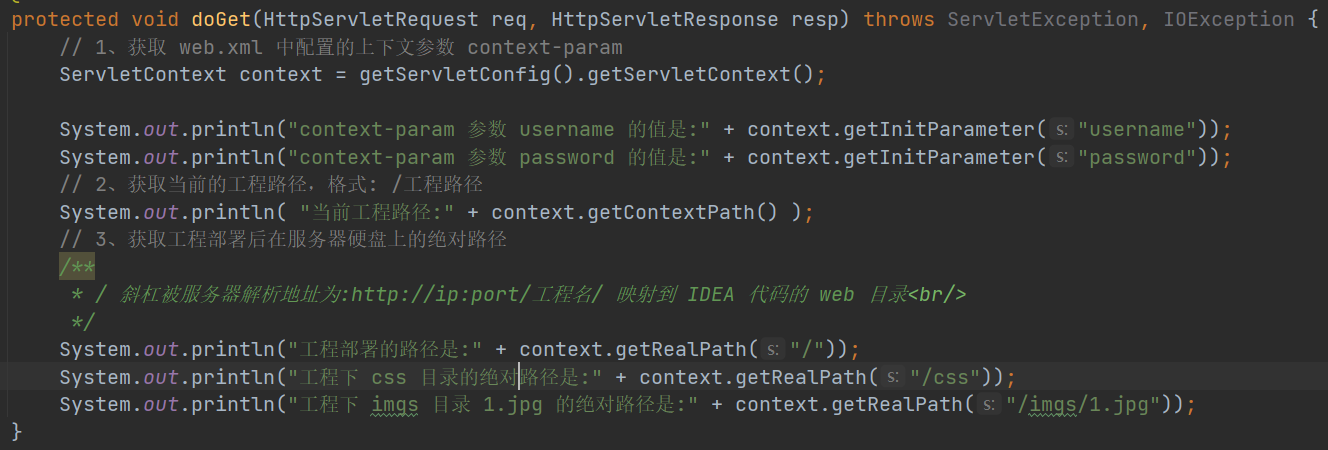 protected void doGet(HttpServletRequest req, HttpServletResponse resp) throws ServletException, IOException {
// 1、获取 web.xml 中配置的上下文参数 context-param
ServletContext context = getServletConfig().getServletContext();
System.out.println("context-param 参数 username 的值是:" + context.getInitParameter( s: "username"));
System.out.println("context-param 参数 password 的值是:" + context.getInitParameter( s: "password"));
// 2、获取当前的工程路径，格式: /工程路径
System.out.println( "当前工程路径:" + context.getContextPath() );
// 3、获取工程部署后在服务器硬盘上的绝对路径
/**
* / 斜杠被服务器解析地址为:http://ip:port/工程名/ 映射到 IDEA 代码的 web 目录<br/>
*/
System.out.println("工程部署的路径是:" + context.getRealPath( s: "/"));
System.out.println("工程下 css 目录的绝对路径是:" + context.getRealPath( s: "/css"));
System.out.println("工程下 imgs 目录 1.jpg 的绝对路径是:" + context.getRealPath( s: "/imgs/1.jpg"));
}